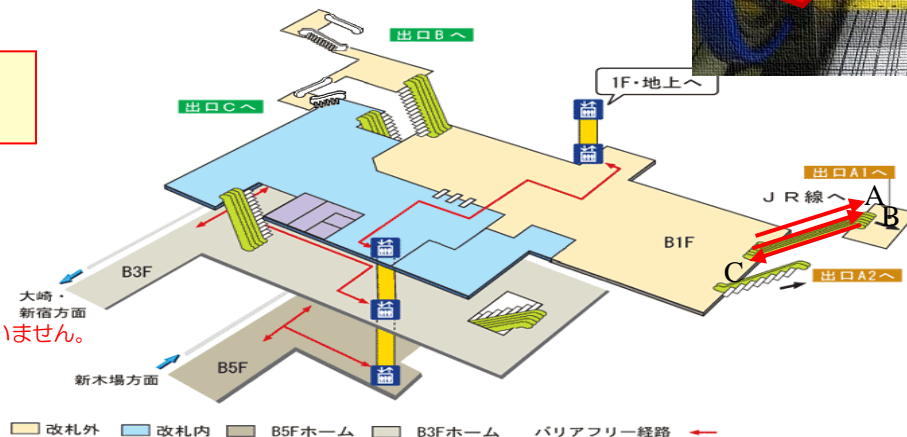 出口Bへ
1F・地上へ
出口Cへ
出口A1へ
JR線へ
A
B
B1F
C
出口A2へ
B3F
大崎・
新宿方面
いません。
B5F
新木場方面
改札外 改札内 B5Fホーム B3Fホーム バリアフリー経路